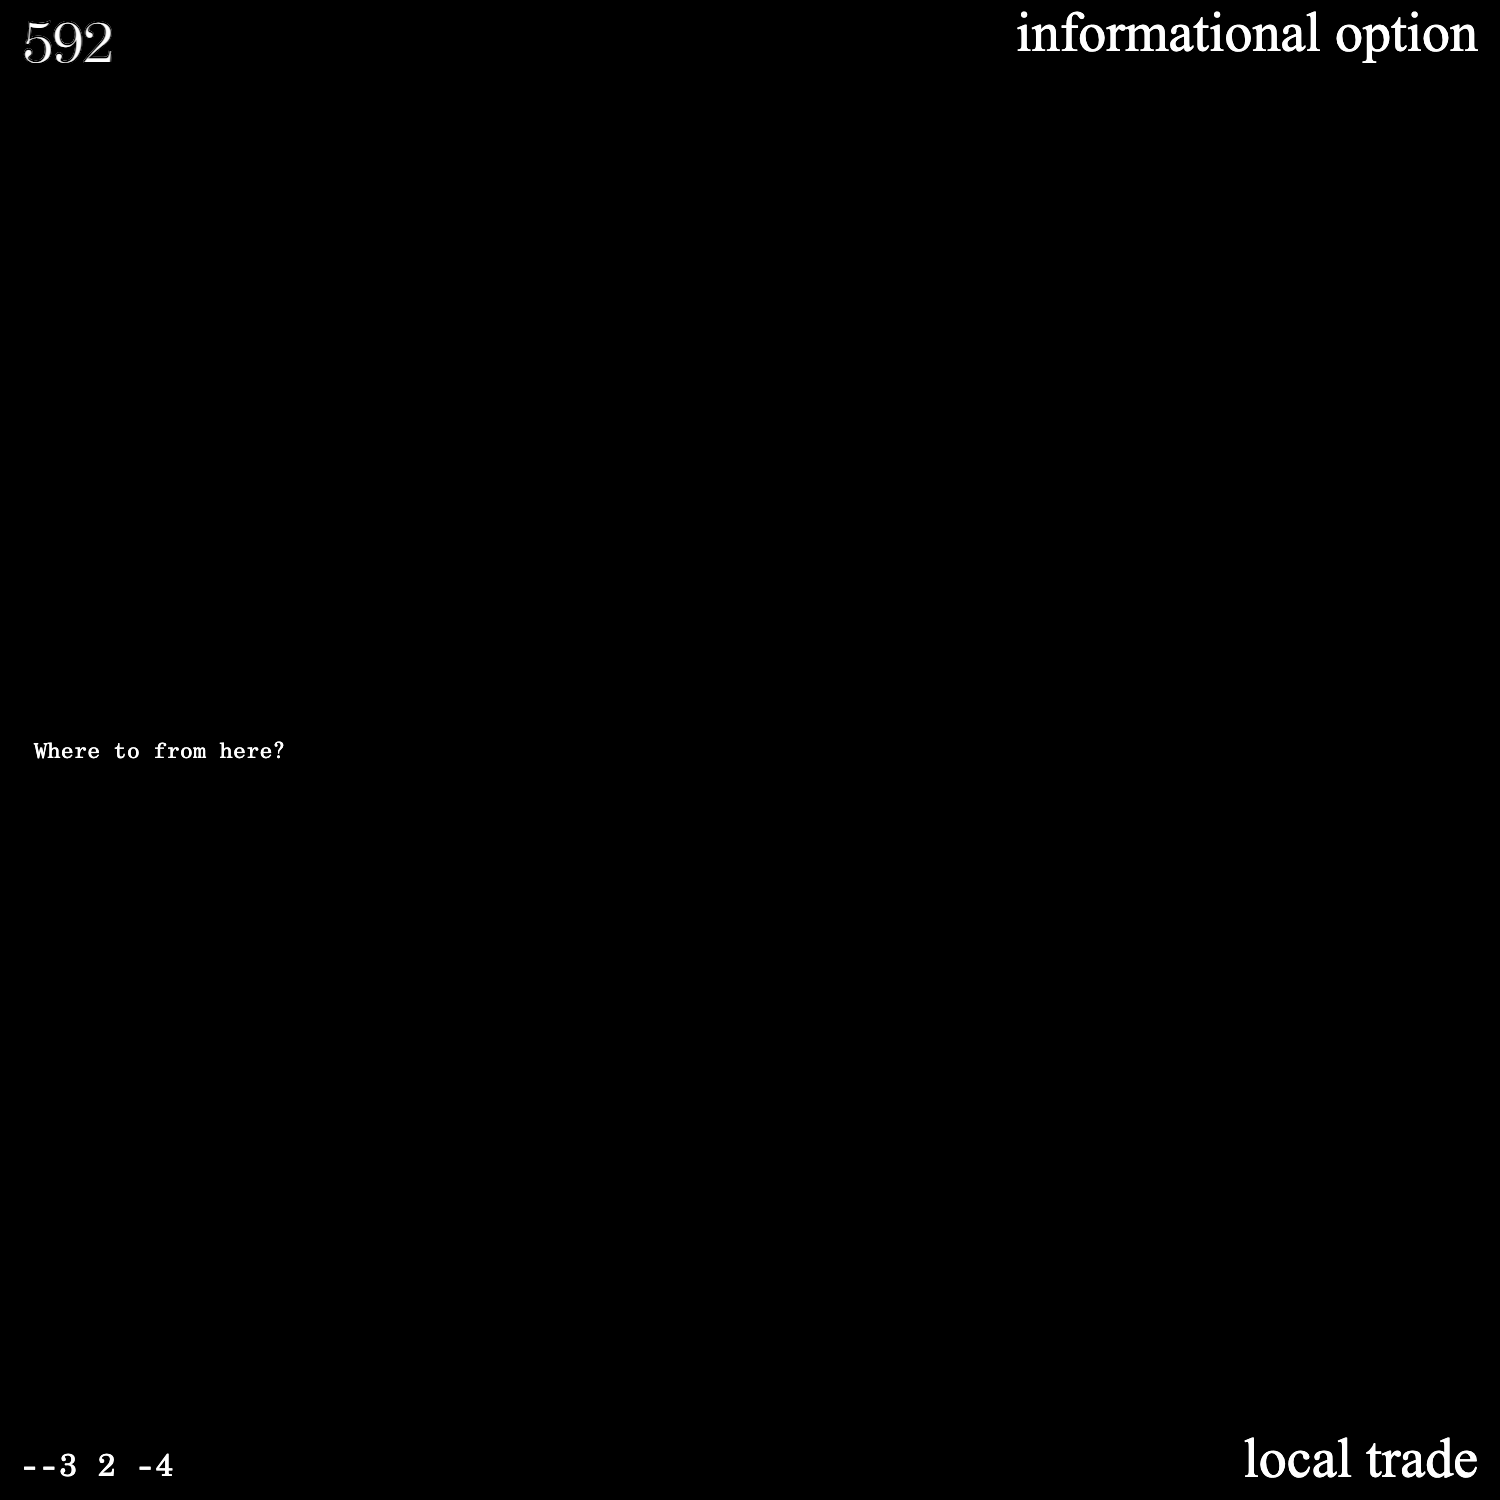 592
informational option
Where to from here?
--3 2 -4
local trade